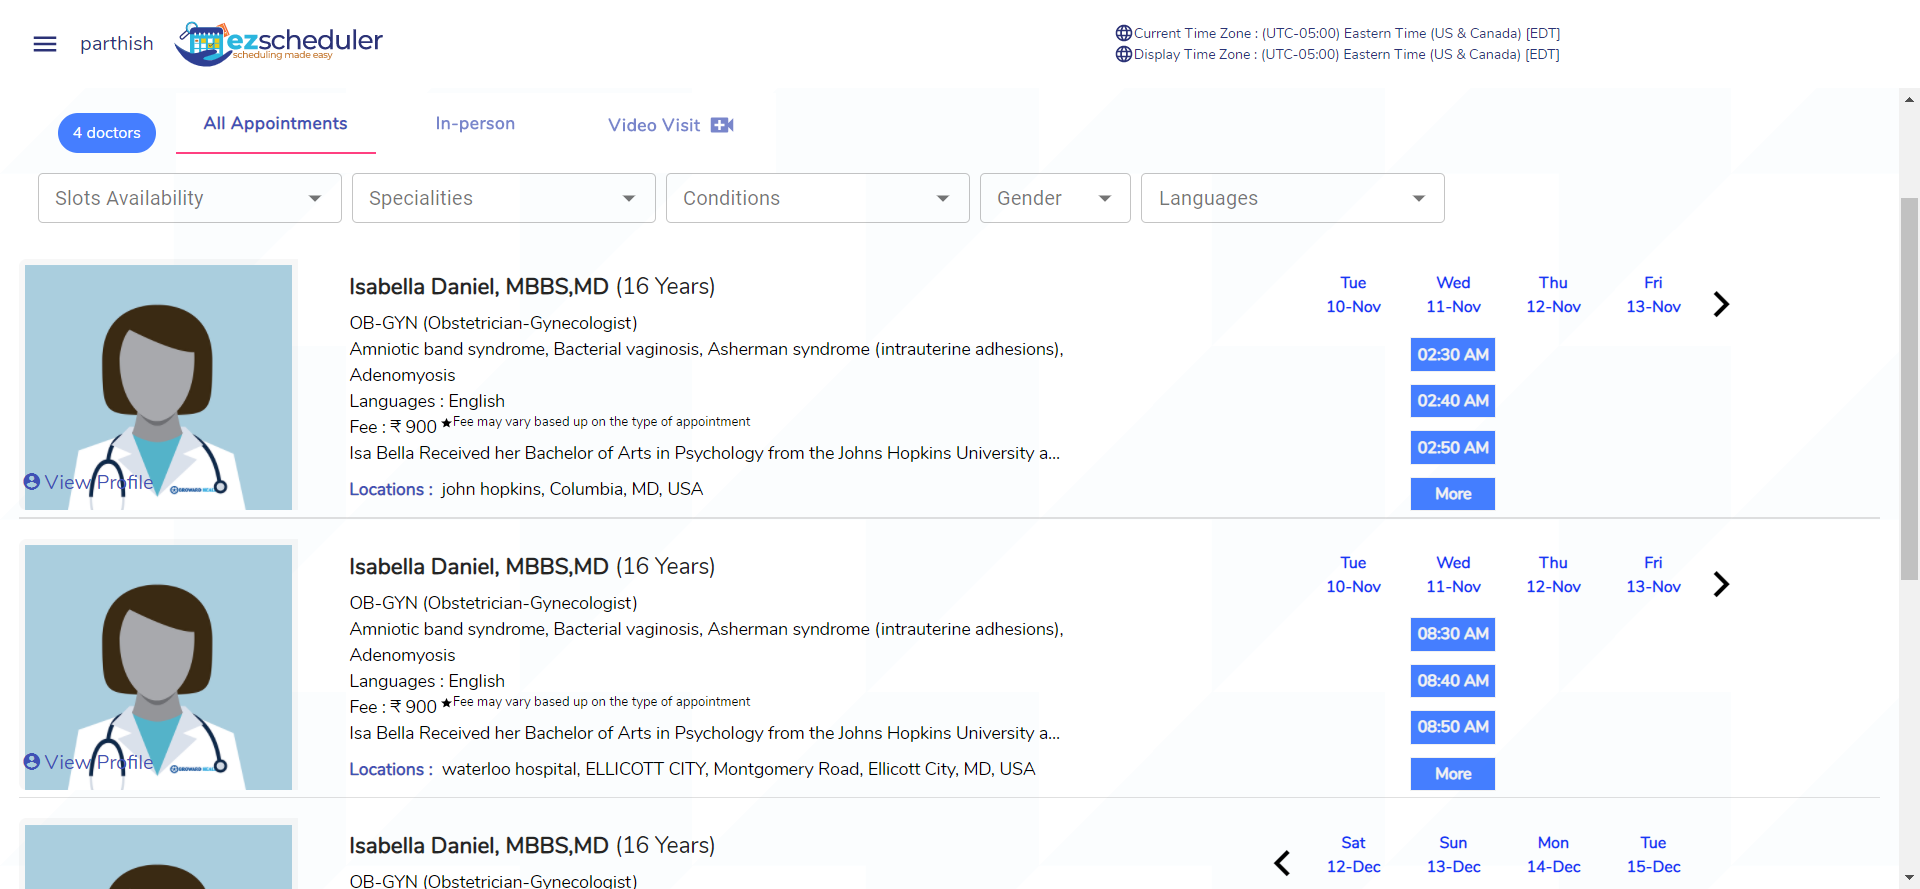 parthish
ezscheduler
scheduling made easy
Current Time Zone : (UTC-05:00) Eastern Time (US & Canada) [EDT]
Display Time Zone : (UTC-05:00) Eastern Time (US & Canada) [EDT]
4 doctors
All Appointments
In-person
Video Visit
Slots Availability
Specialities
Conditions
Gender
Languages
Isabella Daniel, MBBS,MD (16 Years)
OB-GYN (Obstetrician-Gynecologist)
Amniotic band syndrome, Bacterial vaginosis, Asherman syndrome (intrauterine adhesions),
Adenomyosis
Languages : English
Fee : ₹ 900 ★Fee may vary based up on the type of appointment
Isa Bella Received her Bachelor of Arts in Psychology from the Johns Hopkins University a...
View Profile
Locations : john hopkins, Columbia, MD, USA
Tue Wed Thu Fri
10-Nov 11-Nov 12-Nov 13-Nov
02:30 AM
02:40 AM
02:50 AM
More
Isabella Daniel, MBBS,MD (16 Years)
OB-GYN (Obstetrician-Gynecologist)
Amniotic band syndrome, Bacterial vaginosis, Asherman syndrome (intrauterine adhesions),
Adenomyosis
Languages : English
Fee : ₹ 900 ★Fee may vary based up on the type of appointment
Isa Bella Received her Bachelor of Arts in Psychology from the Johns Hopkins University a...
View Profile
Locations : waterloo hospital, ELLICOTT CITY, Montgomery Road, Ellicott City, MD, USA
Tue Wed Thu Fri
10-Nov 11-Nov 12-Nov 13-Nov
08:30 AM
08:40 AM
08:50 AM
More
Isabella Daniel, MBBS,MD (16 Years)
OB-GYN (Obstetrician-Gynecologist)
Sat Sun Mon Tue
12-Dec 13-Dec 14-Dec 15-Dec